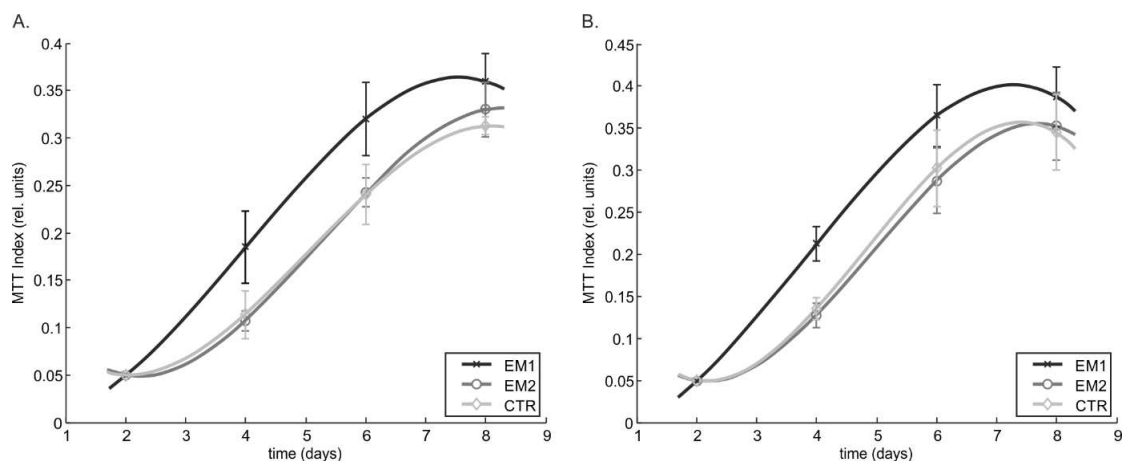 A.
0.4
0.35
0.3
0.25
0.2
0.15
0.1
0.05
0
MTT Index (rel. units)
1 2 3 4 5 6 7 8 9
time (days)
EM1
EM2
CTR
B.
0.45
0.4
0.35
0.3
0.25
0.2
0.15
0.1
0.05
0
MTT Index (rel. units)
1 2 3 4 5 6 7 8 9
time (days)
EM1
EM2
CTR